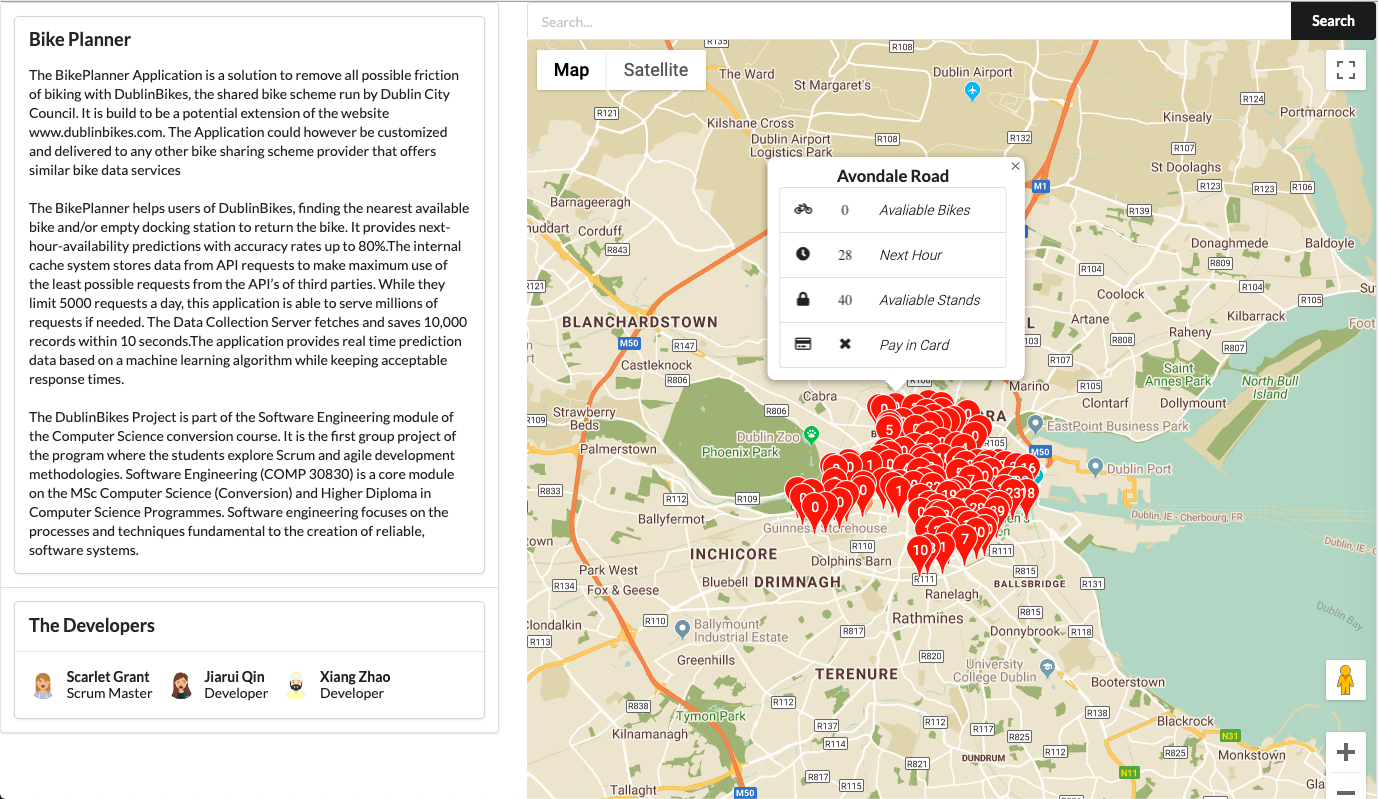 Bike Planner
The BikePlanner Application is a solution to remove all possible friction
of biking with DublinBikes, the shared bike scheme run by Dublin City
Council. It is build to be a potential extension of the website
www.dublinbikes.com. The Application could however be customized
and delivered to any other bike sharing scheme provider that offers
similar bike data services
The BikePlanner helps users of DublinBikes, finding the nearest available
bike and/or empty docking station to return the bike. It provides next-
hour-availability predictions with accuracy rates up to 80%.The internal
cache system stores data from API requests to make maximum use of
the least possible requests from the API's of third parties. While they
limit 5000 requests a day, this application is able to serve millions of
requests if needed. The Data Collection Server fetches and saves 10,000
records within 10 seconds.The application provides real time prediction
data based on a machine learning algorithm while keeping acceptable
response times.
The DublinBikes Project is part of the Software Engineering module of
the Computer Science conversion course. It is the first group project of
the program where the students explore Scrum and agile development
methodologies. Software Engineering (COMP 30830) is a core module
on the MSc Computer Science (Conversion) and Higher Diploma in
Computer Science Programmes. Software engineering focuses on the
processes and techniques fundamental to the creation of reliable,
software systems.
The Developers
Scarlet Grant
Scrum Master
Jiarui Qin
Developer
Xiang Zhao
Developer
Search...
Search
Map
Satellite
R135
R108
The Ward
St Margaret's
Dublin Airport
R124
Portmarnock
R121
Kilshane Cross
Kinsealy
Dublin Airport
Logistics Park
R108
R132
R107
St Doolaghs
Avondale Road
0 Avaliable Bikes
28 Next Hour
40 Avaliable Stands
Pay in Card
M1
R123
R123
R106
Barnageeragh
R139
huddart
Corduff
R843
Donaghmede
Baldoyle
R809
R104
R121
Coolock
R104
R105
Su
Kilbarrack
BLANCHARDSTOWN
L
Artane
Foot
M50
R147
103
R808
Raheny
R807
Castleknock
R107
R806
R108
Marino
R105
Saint
Annes Park
North Bull
Island
Cabra
Clontarf
Dollymount
Strawberry
Beds
R109
R806
RA
EastPoint Business Park
Dublin Zoo
Phoenix Park
5
R105
Palmerstown
M50
Dublin Port
R833
R112
R109
Ballyfermot
Guinness Storehouse
Dublin, IE - Cherbourg, FR
town
INCHICORE
R110
Dolphins Barn
10
7
R111
Park West
R134
Fox & Geese
Bluebell
DRIMNAGH
R111
R815
BALLSBRIDGE
R131
Ranelagh
Clondalkin
R110
Ballymount
Industrial Estate
R817
Rathmines
R815
Donnybrook
R118
Dublin Bay
R113
Greenhills
R820
University
College Dublin
TERENURE
Booterstown
R838
Tymon Park
R112
R138
Kilnamanagh
R137
R112
R117
R825
Blackrock
R114
R112
N31
R825
Monkstown
DUNDRUM
R821
N11
Tallaght
R817
R115
M50
Gla